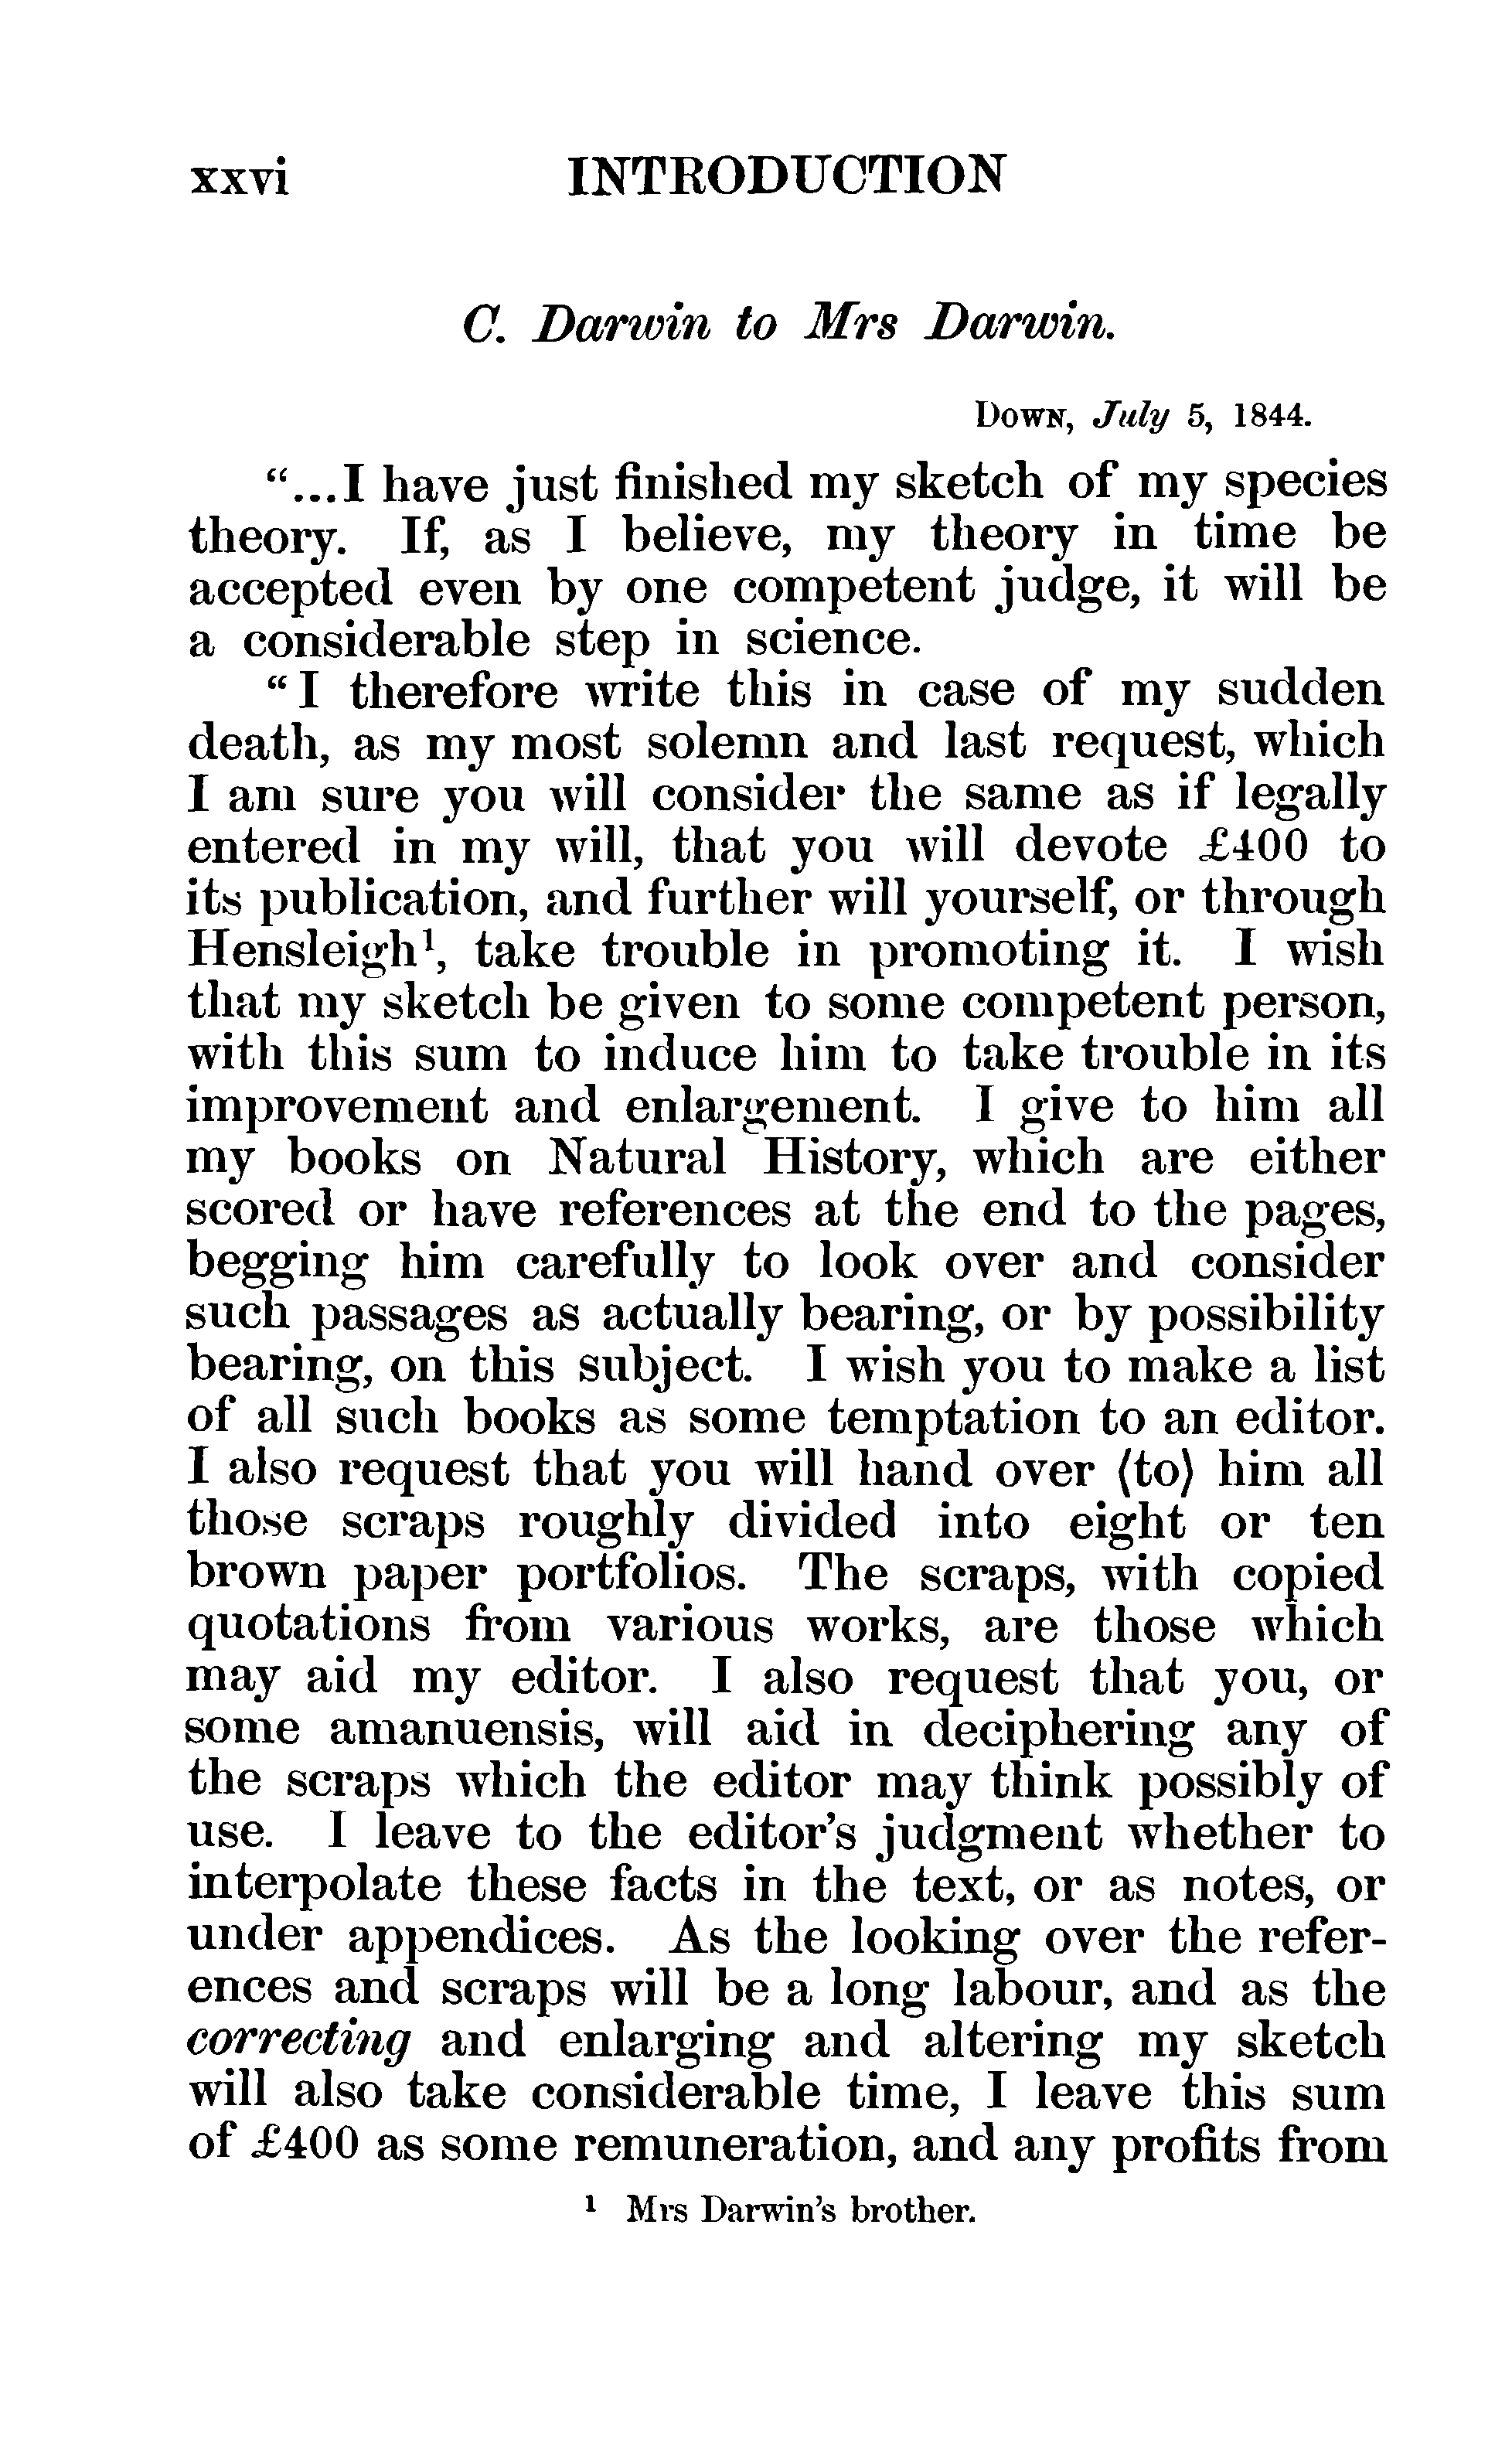 xxvi INTRODUCTION
C. Darwin to Mrs Darwin.
Down, July 5, 1844.
“...I have just finished my sketch of my species
theory. If, as I believe, my theory in time be
accepted even by one competent judge, it will be
a considerable step in science.
“I therefore write this in case of my sudden
death, as my most solemn and last request, which
I am sure you will consider the same as if legally
entered in my will, that you will devote £400 to
its publication, and further will yourself, or through
Hensleigh¹, take trouble in promoting it. I wish
that my sketch be given to some competent person,
with this sum to induce him to take trouble in its
improvement and enlargement. I give to him all
my books on Natural History, which are either
scored or have references at the end to the pages,
begging him carefully to look over and consider
such passages as actually bearing, or by possibility
bearing, on this subject. I wish you to make a list
of all such books as some temptation to an editor.
I also request that you will hand over ⟨to⟩ him all
those scraps roughly divided into eight or ten
brown paper portfolios. The scraps, with copied
quotations from various works, are those which
may aid my editor. I also request that you, or
some amanuensis, will aid in deciphering any of
the scraps which the editor may think possibly of
use. I leave to the editor’s judgment whether to
interpolate these facts in the text, or as notes, or
under appendices. As the looking over the refer-
ences and scraps will be a long labour, and as the
correcting and enlarging and altering my sketch
will also take considerable time, I leave this sum
of £400 as some remuneration, and any profits from
¹ Mrs Darwin’s brother.